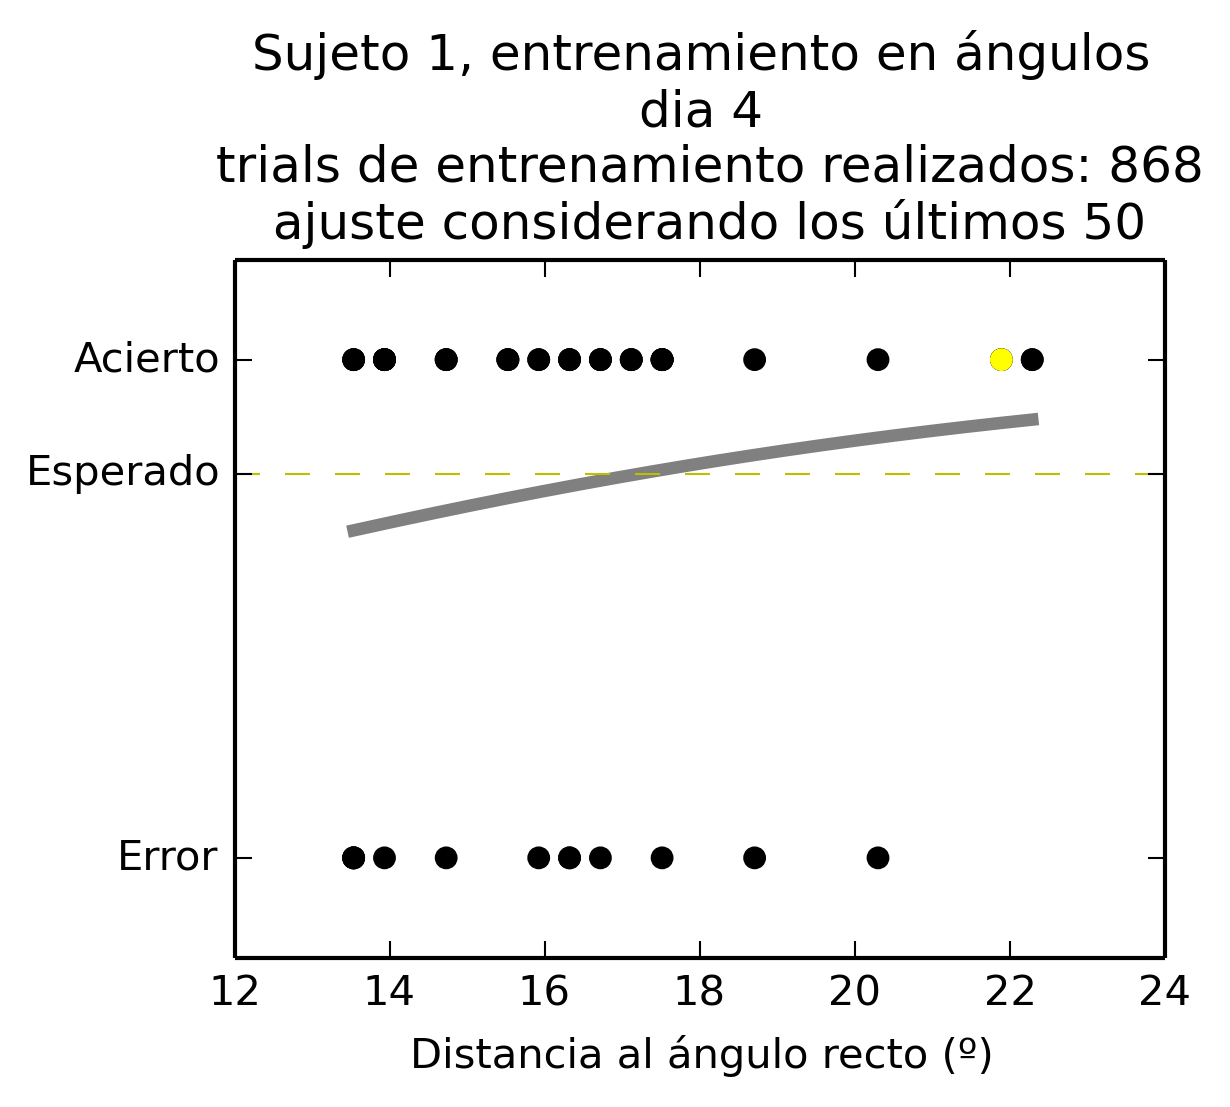 Sujeto 1, entrenamiento en ángulos
dia 4
trials de entrenamiento realizados: 868
ajuste considerando los últimos 50
Acierto
Esperado
Error
12 14 16 18 20 22 24
Distancia al ángulo recto (º)